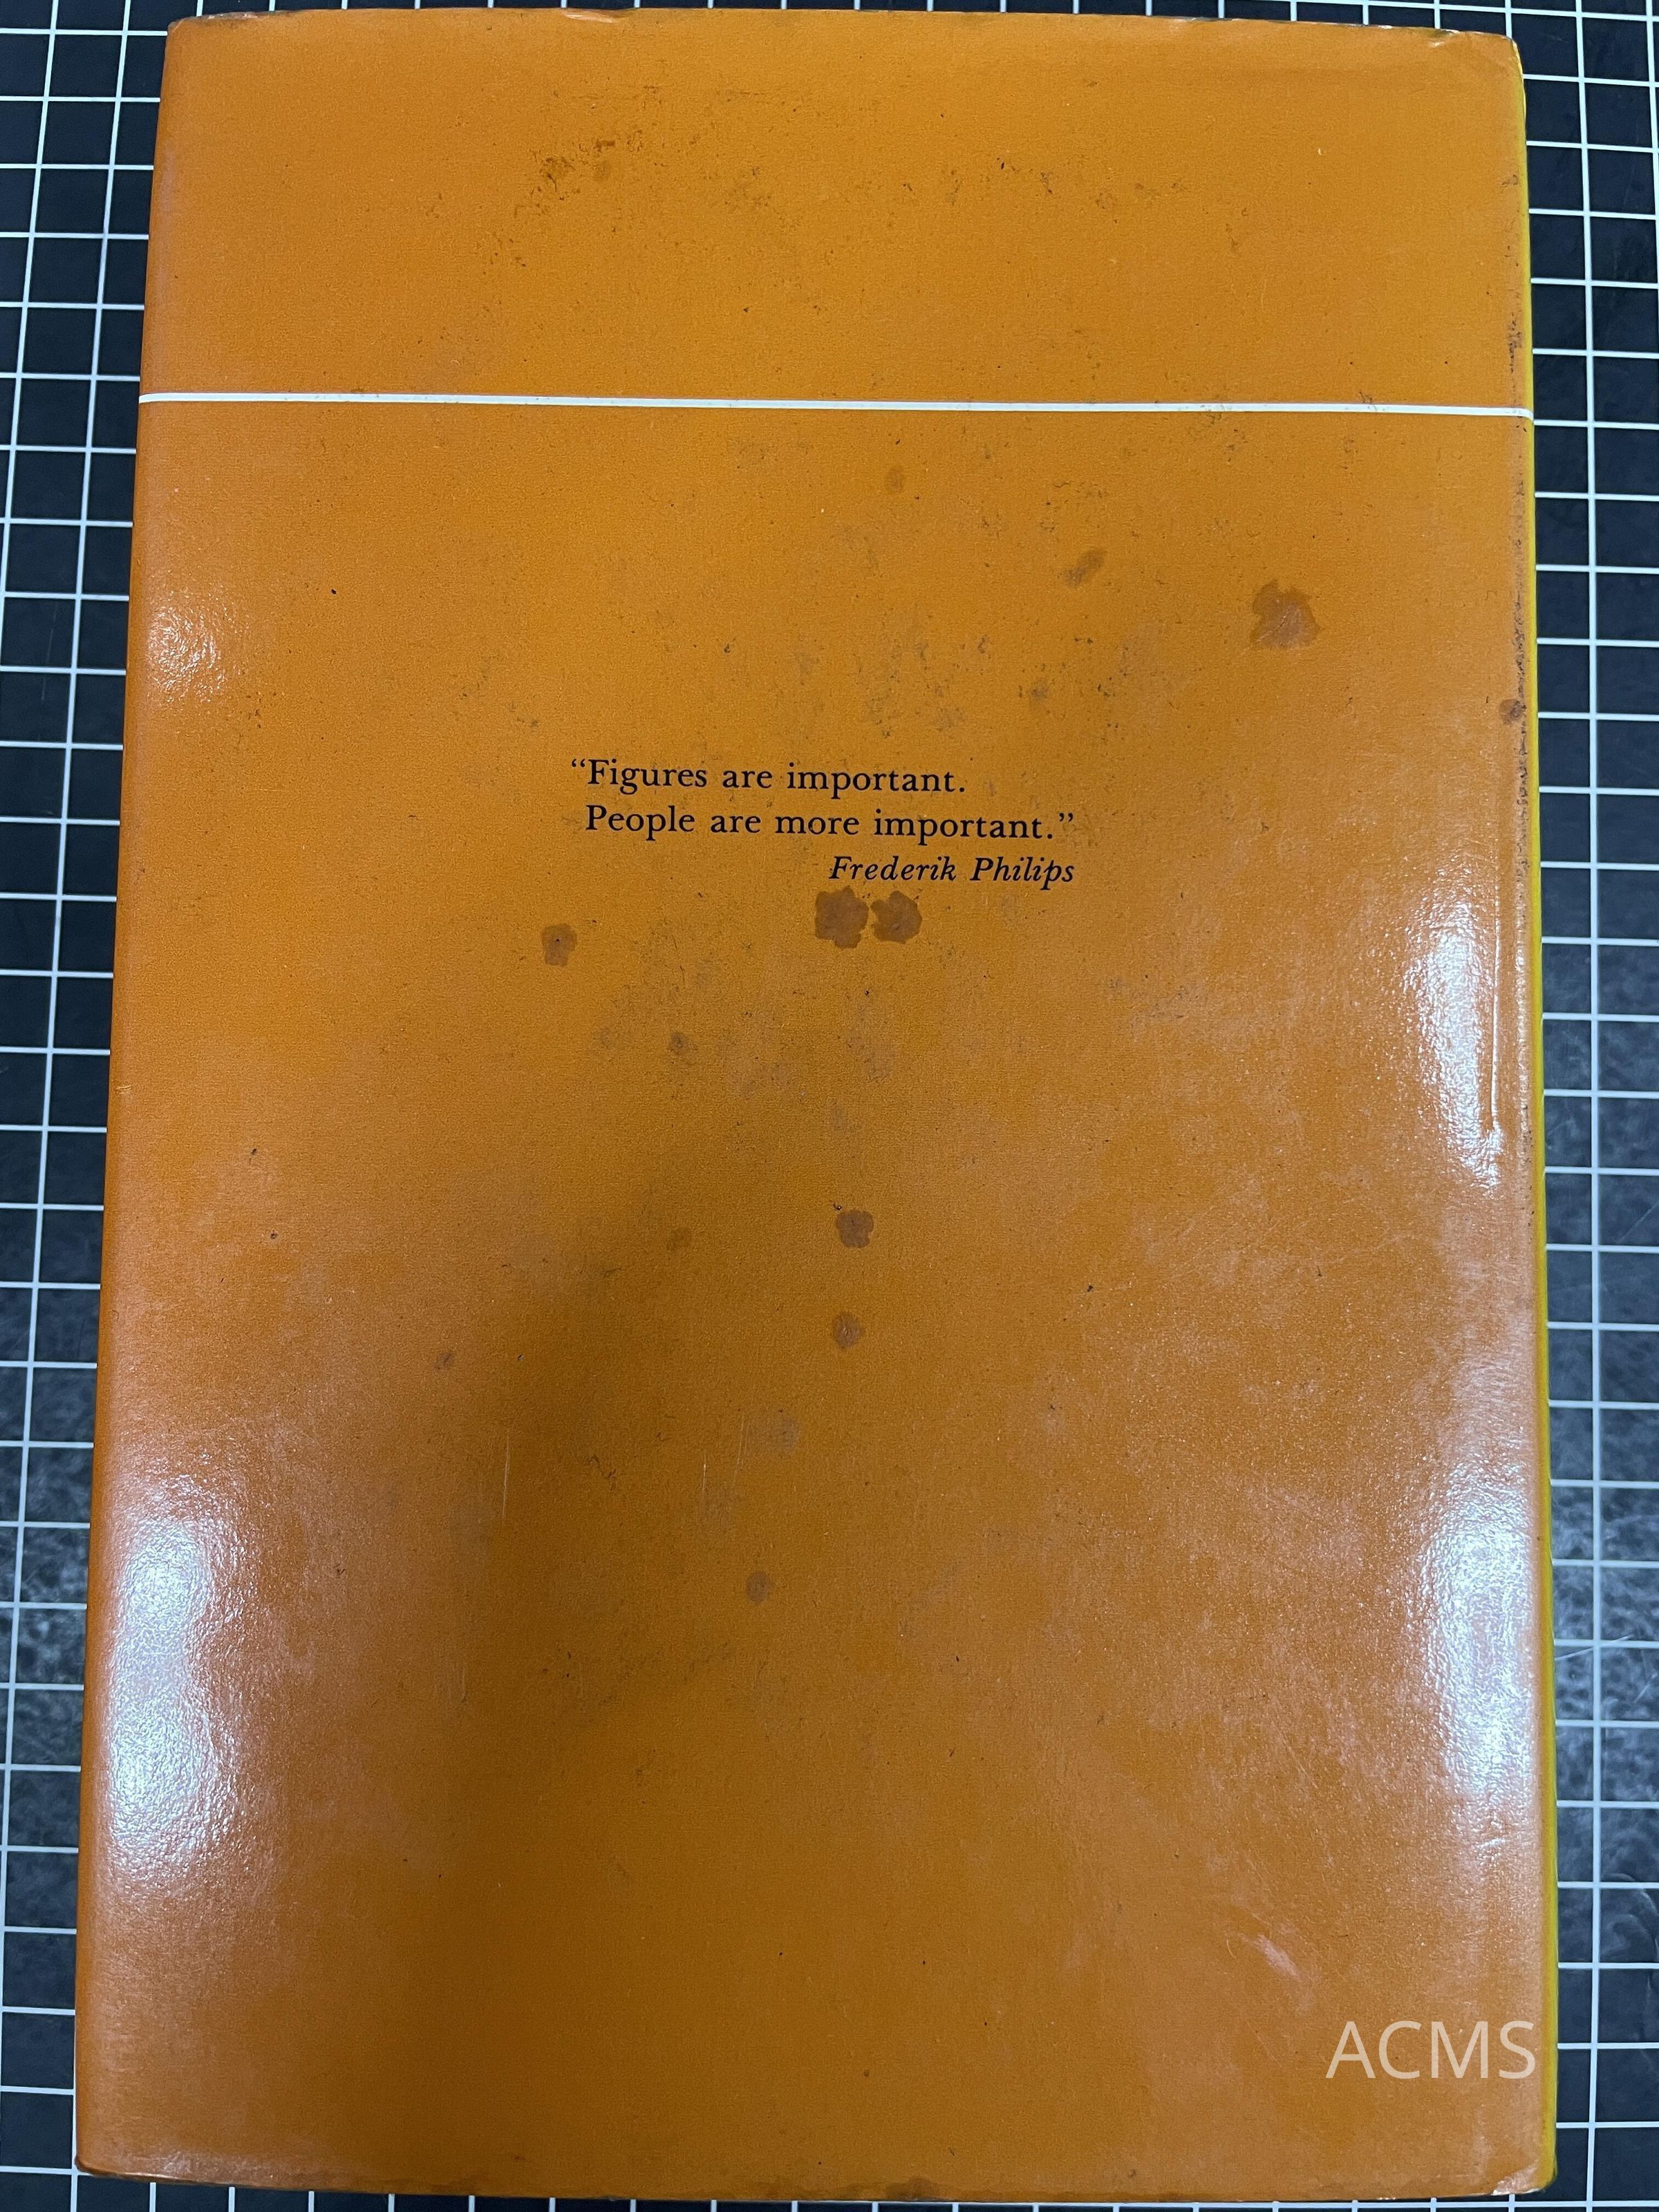 “Figures are important.
People are more important.”
Frederik Philips
ACMS